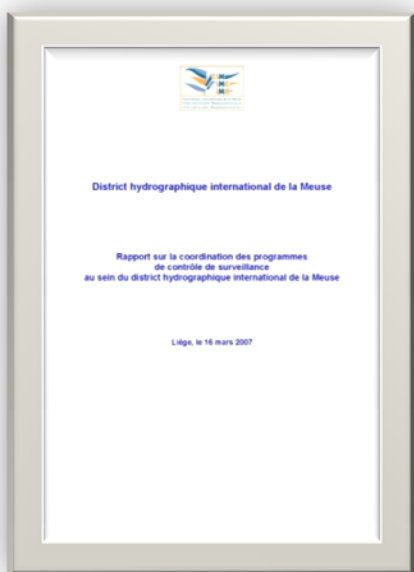 District hydrographique international de la Meuse
Rapport sur la coordination des programmes
de contrôle de surveillance
au sein du district hydrographique international de la Meuse
Liège, le 16 mars 2007